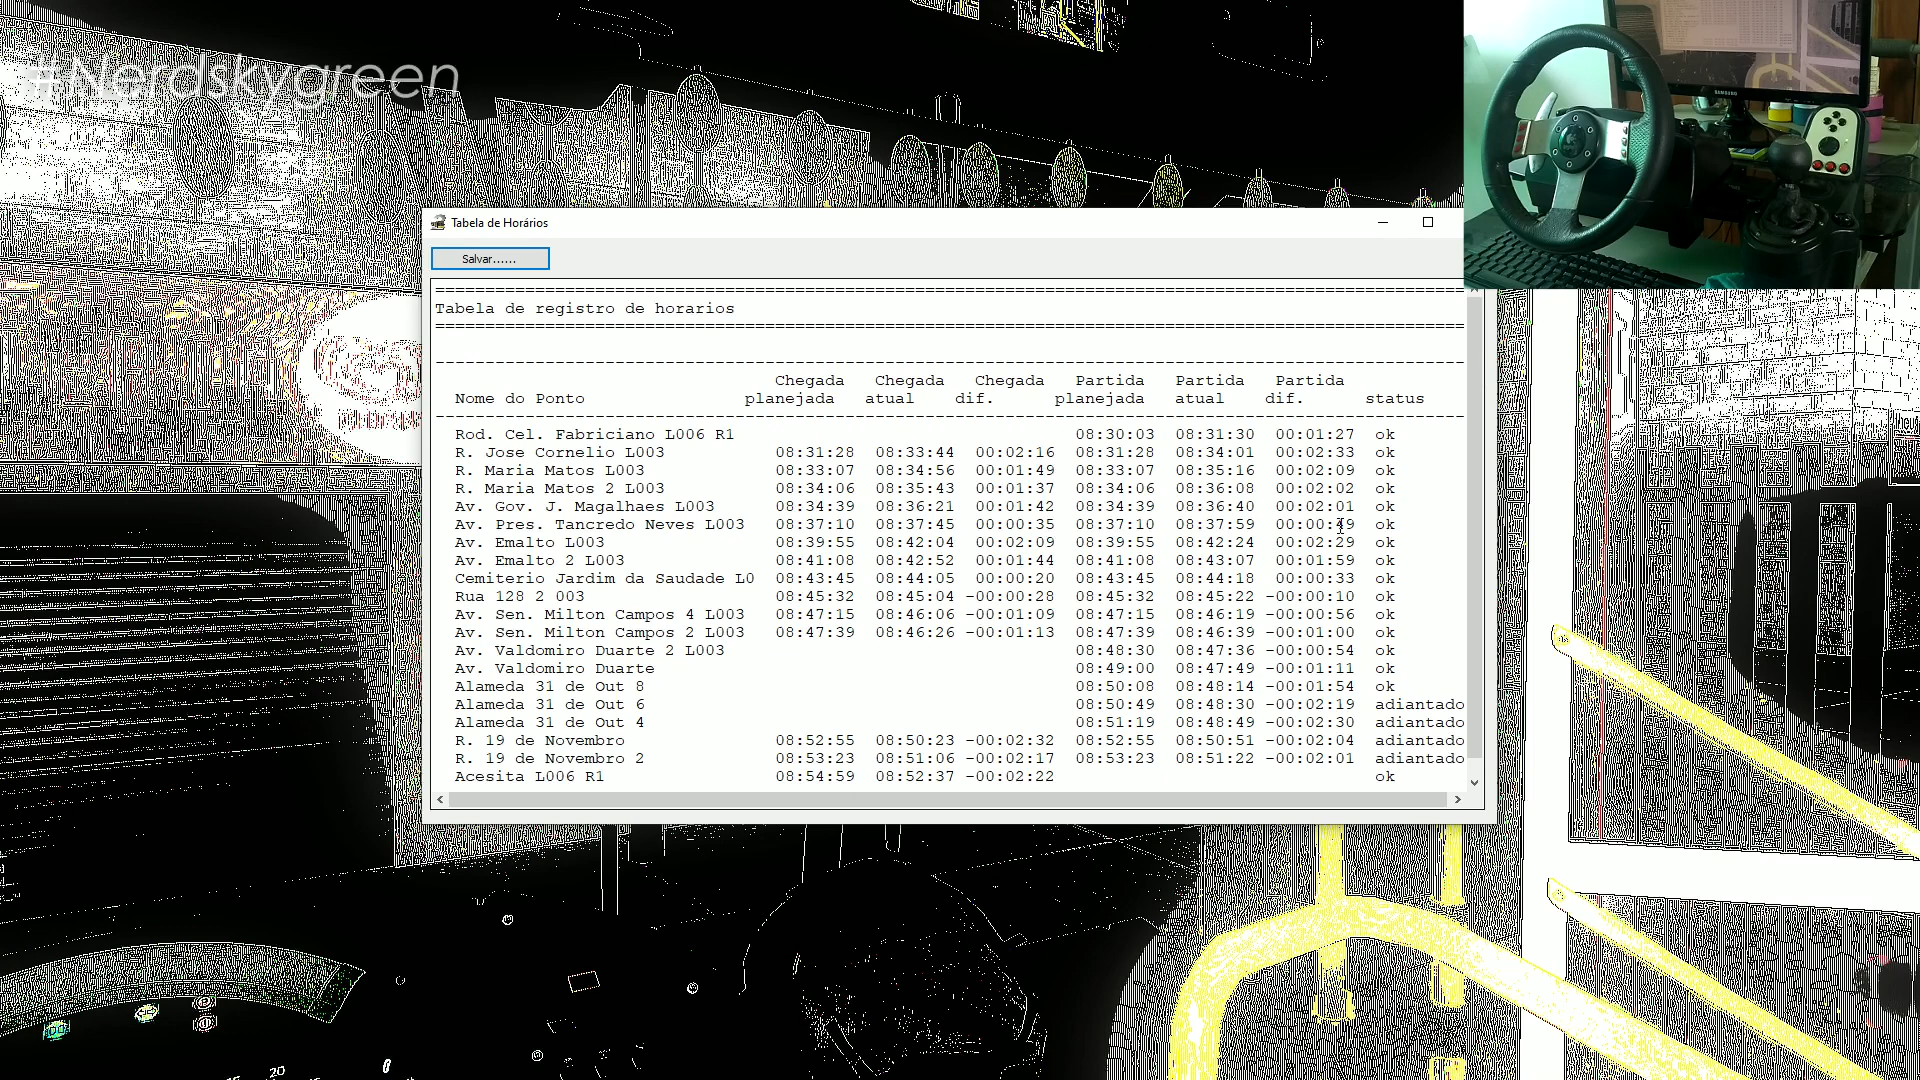 #Nerdskygreen
Tabela de Horários
Salvar......
Tabela de registro de horarios
Chegada Chegada Chegada Partida Partida Partida
Nome do Ponto planejada atual dif. planejada atual dif. status
Rod. Cel. Fabriciano L006 R1 08:30:03 08:31:30 00:01:27 ok
R. Jose Cornelio L003 08:31:28 08:33:44 00:02:16 08:31:28 08:34:01 00:02:33 ok
R. Maria Matos L003 08:33:07 08:34:56 00:01:49 08:33:07 08:35:16 00:02:09 ok
R. Maria Matos 2 L003 08:34:06 08:35:43 00:01:37 08:34:06 08:36:08 00:02:02 ok
Av. Gov. J. Magalhaes L003 08:34:39 08:36:21 00:01:42 08:34:39 08:36:40 00:02:01 ok
Av. Pres. Tancredo Neves L003 08:37:10 08:37:45 00:00:35 08:37:10 08:37:59 00:00:49 ok
Av. Emalto L003 08:39:55 08:42:04 00:02:09 08:39:55 08:42:24 00:02:29 ok
Av. Emalto 2 L003 08:41:08 08:42:52 00:01:44 08:41:08 08:43:07 00:01:59 ok
Cemiterio Jardim da Saudade L0 08:43:45 08:44:05 00:00:20 08:43:45 08:44:18 00:00:33 ok
Rua 128 2 003 08:45:32 08:45:04 -00:00:28 08:45:32 08:45:22 -00:00:10 ok
Av. Sen. Milton Campos 4 L003 08:47:15 08:46:06 -00:01:09 08:47:15 08:46:19 -00:00:56 ok
Av. Sen. Milton Campos 2 L003 08:47:39 08:46:26 -00:01:13 08:47:39 08:46:39 -00:01:00 ok
Av. Valdomiro Duarte 2 L003 08:48:30 08:47:36 -00:00:54 ok
Av. Valdomiro Duarte 08:49:00 08:47:49 -00:01:11 ok
Alameda 31 de Out 8 08:50:08 08:48:14 -00:01:54 ok
Alameda 31 de Out 6 08:50:49 08:48:30 -00:02:19 adiantado
Alameda 31 de Out 4 08:51:19 08:48:49 -00:02:30 adiantado
R. 19 de Novembro 08:52:55 08:50:23 -00:02:32 08:52:55 08:50:51 -00:02:04 adiantado
R. 19 de Novembro 2 08:53:23 08:51:06 -00:02:17 08:53:23 08:51:22 -00:02:01 adiantado
Acesita L006 R1 08:54:59 08:52:37 -00:02:22 ok
SAMSUNG
20